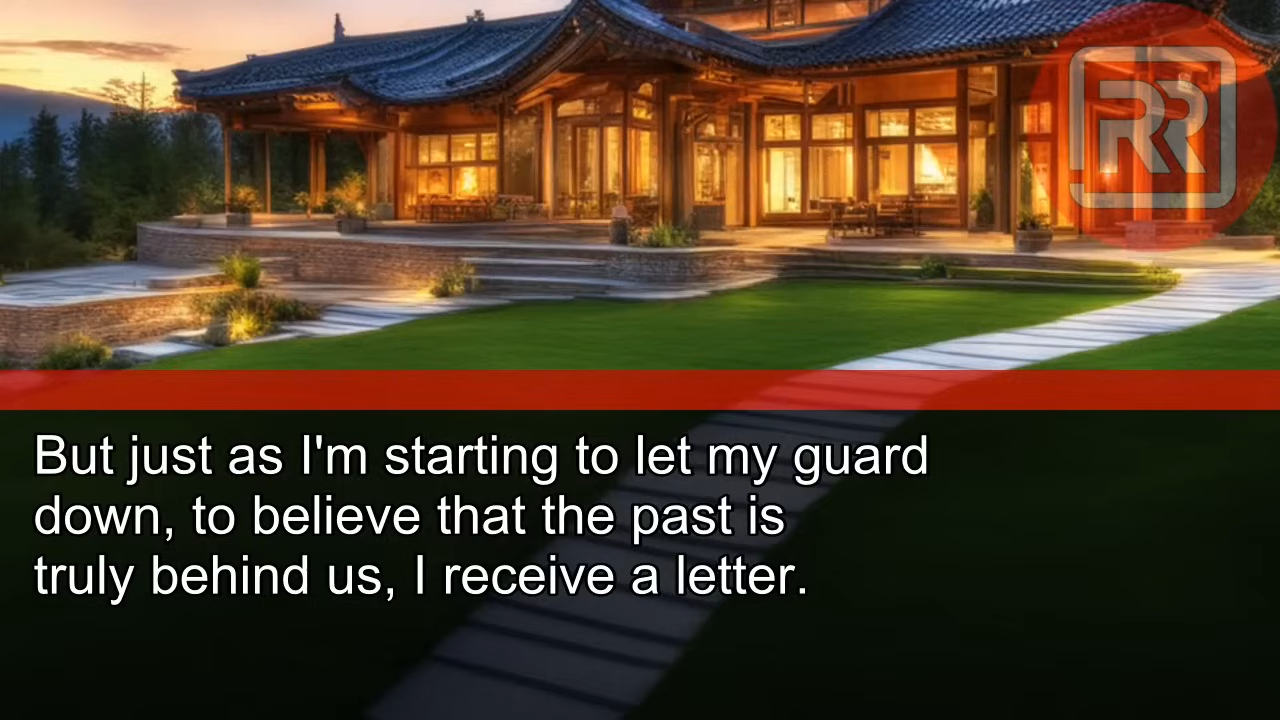 RR
But just as I'm starting to let my guard
down, to believe that the past is
truly behind us, I receive a letter.